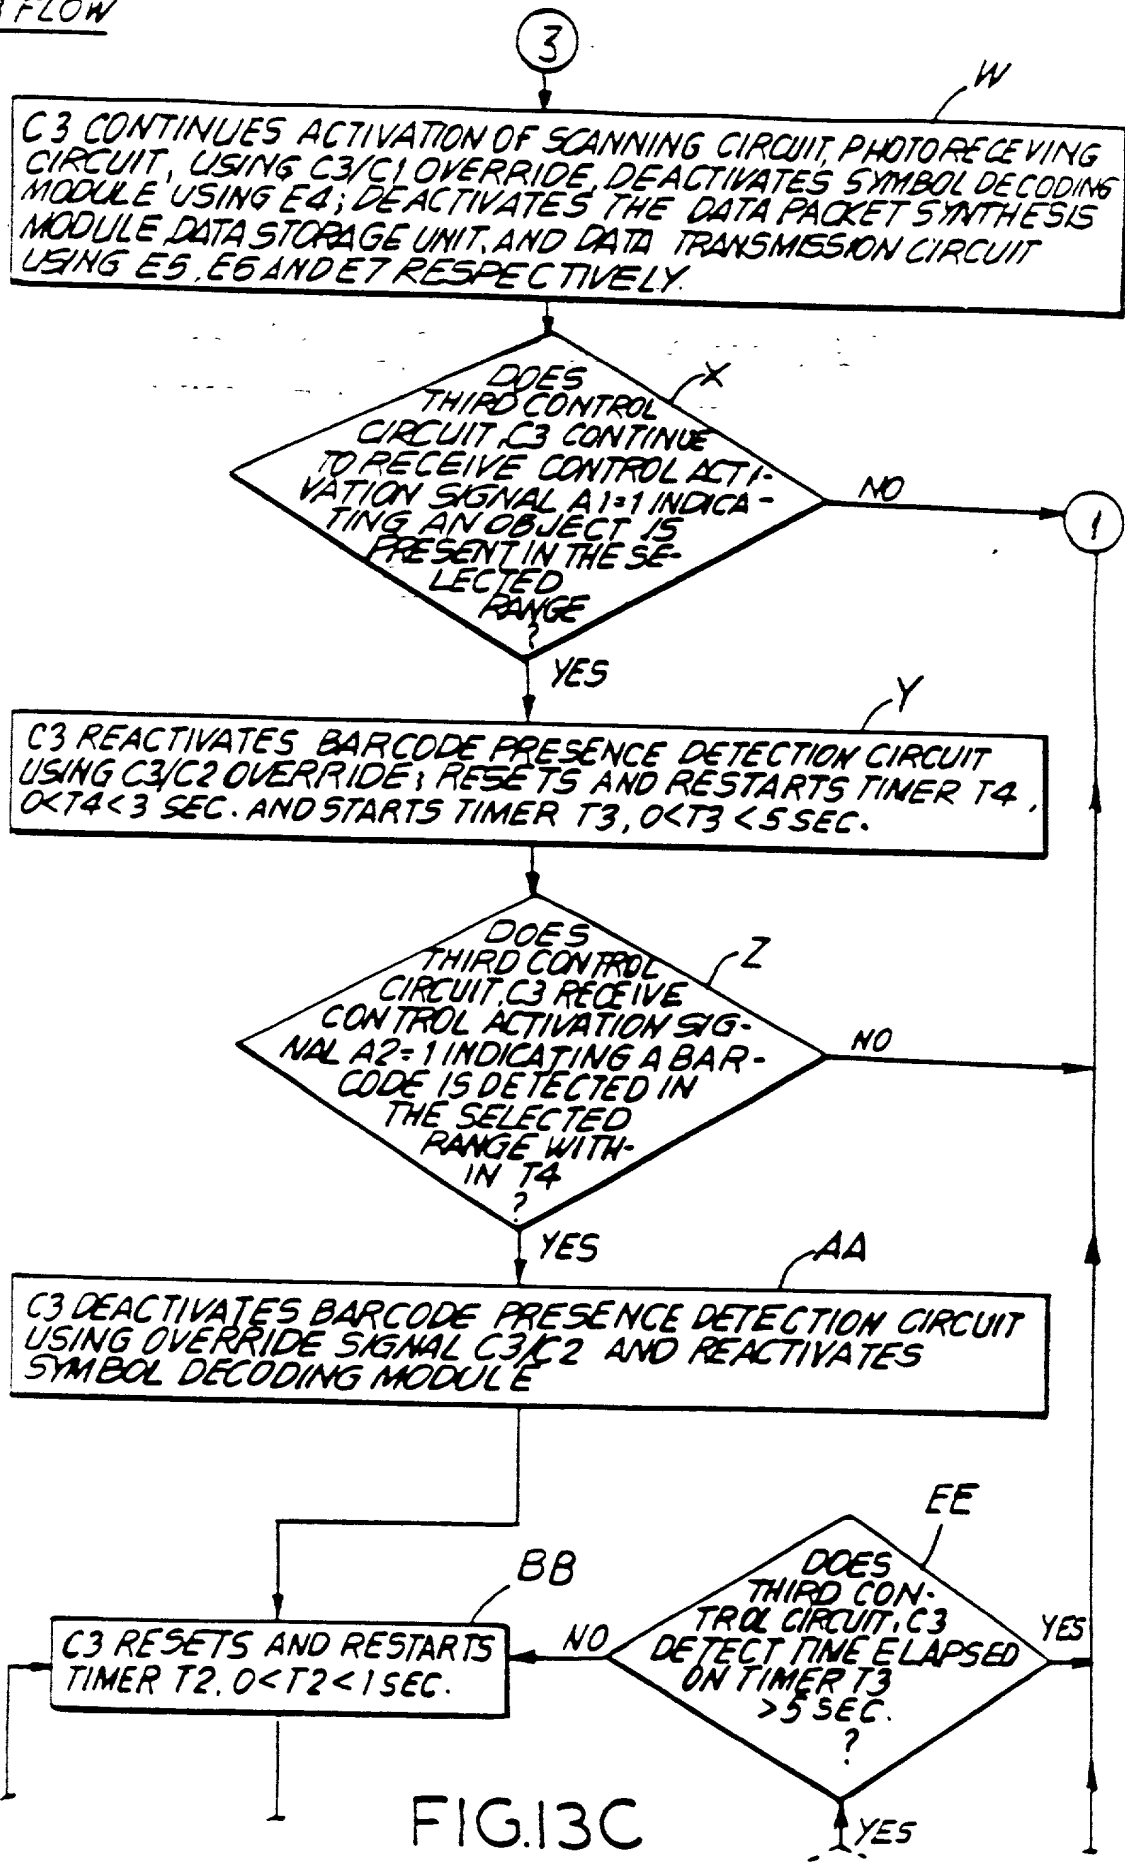 FLOW
3
W
C3 CONTINUES ACTIVATION OF SCANNING CIRCUIT, PHOTORECEVING
CIRCUIT, USING C3/C1 OVERRIDE, DEACTIVATES SYMBOL DECODING
MODULE USING E4; DEACTIVATES THE DATA PACKET SYNTHESIS
MODULE, DATA STORAGE UNIT, AND DATA TRANSMISSION CIRCUIT
USING E5, E6 AND E7 RESPECTIVELY.
X
DOES
THIRD CONTROL
CIRCUIT, C3 CONTINUE
TO RECEIVE CONTROL ACTI-
VATION SIGNAL A1=1 INDICA-
TING AN OBJECT IS
PRESENT IN THE SE-
LECTED
RANGE
?
NO
1
YES
Y
C3 REACTIVATES BARCODE PRESENCE DETECTION CIRCUIT
USING C3/C2 OVERRIDE; RESETS AND RESTARTS TIMER T4,
0<T4<3 SEC. AND STARTS TIMER T3, 0<T3<5 SEC.
Z
DOES
THIRD CONTROL
CIRCUIT, C3 RECEIVE
CONTROL ACTIVATION SIG-
NAL A2=1 INDICATING A BAR-
CODE IS DETECTED IN
THE SELECTED
RANGE WITH-
IN T4
?
NO
YES
AA
C3 DEACTIVATES BARCODE PRESENCE DETECTION CIRCUIT
USING OVERRIDE SIGNAL C3/C2 AND REACTIVATES
SYMBOL DECODING MODULE
BB
C3 RESETS AND RESTARTS
TIMER T2, 0<T2<1 SEC.
EE
DOES
THIRD CON-
TROL CIRCUIT, C3
DETECT TIME ELAPSED
ON TIMER T3
>5 SEC.
?
NO
YES
YES
FIG.13C